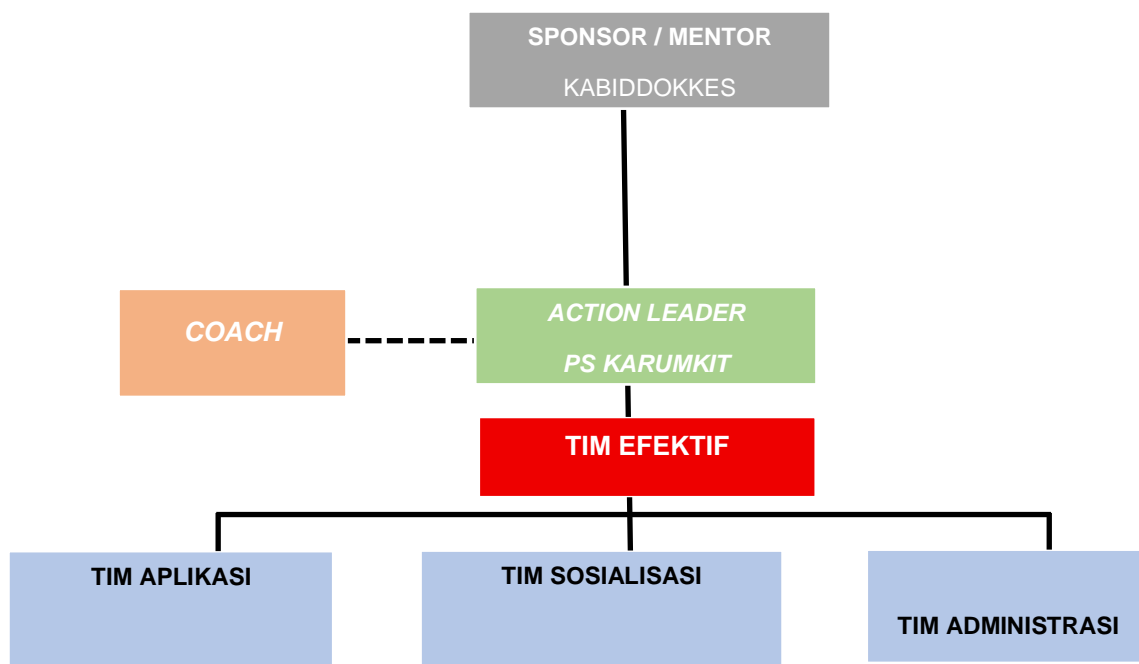 SPONSOR / MENTOR
KABIDDOKKES
COACH
ACTION LEADER
PS KARUMKIT
TIM EFEKTIF
TIM APLIKASI
TIM SOSIALISASI
TIM ADMINISTRASI